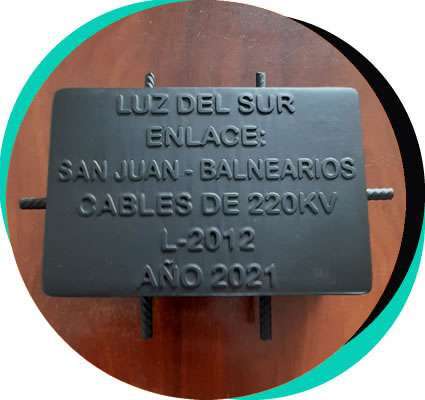 LUZ DEL SUR
ENLACE:
SAN JUAN - BALNEARIOS
CABLES DE 220KV
L-2012
AÑO 2021